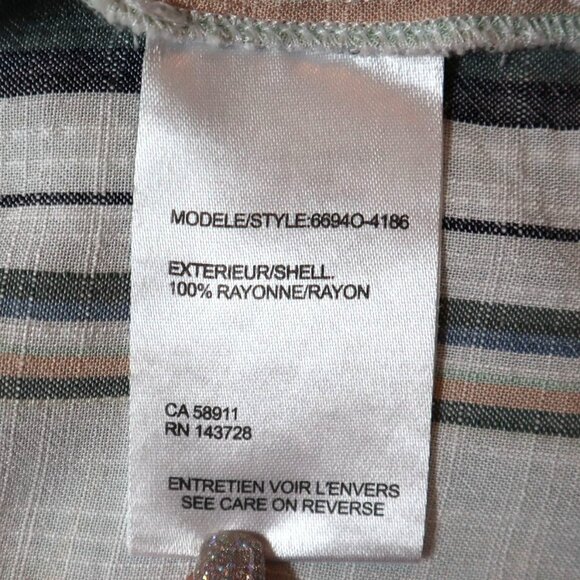 MODELE/STYLE:6694O-4186
EXTERIEUR/SHELL.
100% RAYONNE/RAYON
CA 58911
RN 143728
ENTRETIEN VOIR L'ENVERS
SEE CARE ON REVERSE